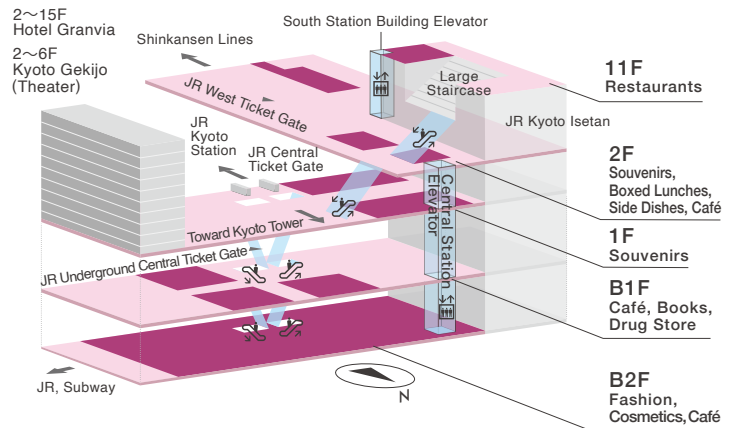 2～15F
Hotel Granvia
2～6F
Kyoto Gekijo
(Theater)
South Station Building Elevator
Shinkansen Lines
JR West Ticket Gate
Large
Staircase
JR Kyoto Isetan
JR
Kyoto
Station
JR Central
Ticket Gate
Toward Kyoto Tower
JR Underground Central Ticket Gate
Central Station
Elevator
JR, Subway
N
11F
Restaurants
2F
Souvenirs,
Boxed Lunches,
Side Dishes, Café
1F
Souvenirs
B1F
Café, Books,
Drug Store
B2F
Fashion,
Cosmetics, Café